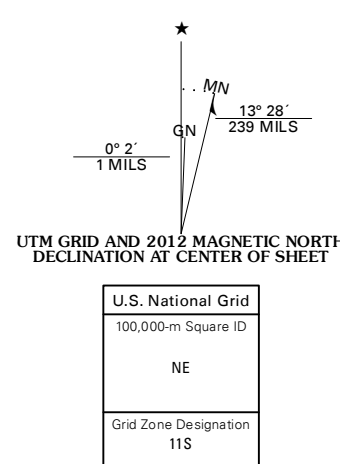 ★
MN
GN
13° 28´
239 MILS
0° 2´
1 MILS
UTM GRID AND 2012 MAGNETIC NORTH
DECLINATION AT CENTER OF SHEET
U.S. National Grid
100,000-m Square ID
NE
Grid Zone Designation
11S